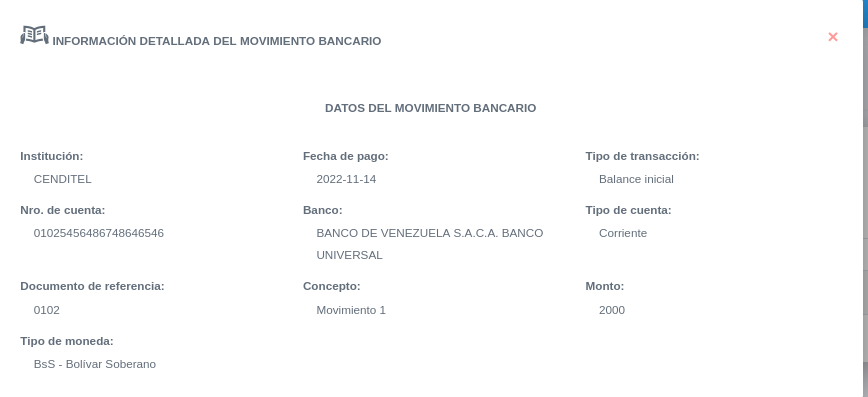 INFORMACIÓN DETALLADA DEL MOVIMIENTO BANCARIO
×
DATOS DEL MOVIMIENTO BANCARIO
Institución:
CENDITEL
Fecha de pago:
2022-11-14
Tipo de transacción:
Balance inicial
Nro. de cuenta:
01025456486748646546
Banco:
BANCO DE VENEZUELA S.A.C.A. BANCO
UNIVERSAL
Tipo de cuenta:
Corriente
Documento de referencia:
0102
Concepto:
Movimiento 1
Monto:
2000
Tipo de moneda:
BsS - Bolívar Soberano